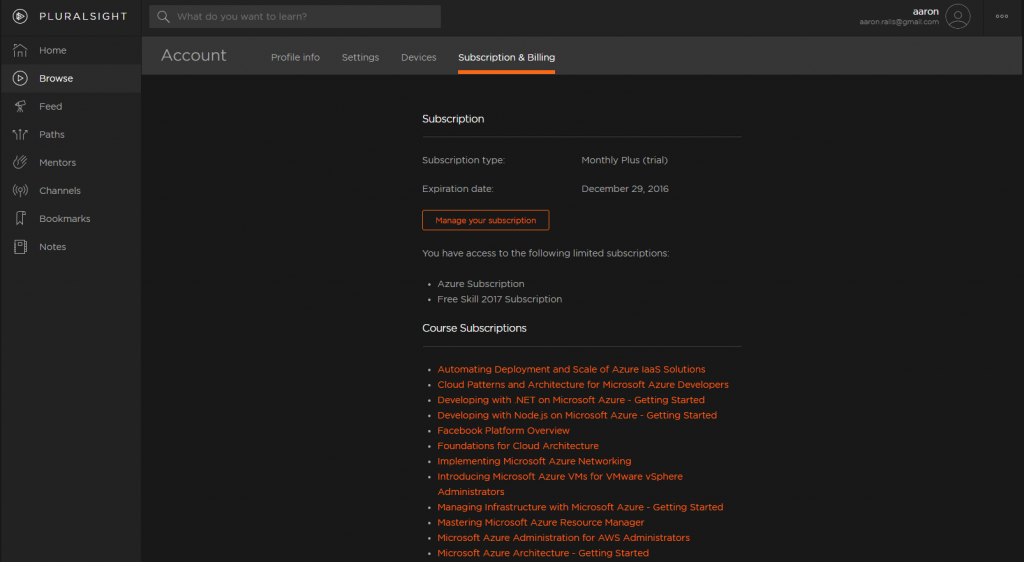 PLURALSIGHT
What do you want to learn?
aaron
aaron.rails@gmail.com
Home
Browse
Feed
Paths
Mentors
Channels
Bookmarks
Notes
Account
Profile info
Settings
Devices
Subscription & Billing
Subscription
Subscription type: Monthly Plus (trial)
Expiration date: December 29, 2016
Manage your subscription
You have access to the following limited subscriptions:
• Azure Subscription
• Free Skill 2017 Subscription
Course Subscriptions
• Automating Deployment and Scale of Azure IaaS Solutions
• Cloud Patterns and Architecture for Microsoft Azure Developers
• Developing with .NET on Microsoft Azure - Getting Started
• Developing with Node.js on Microsoft Azure - Getting Started
• Facebook Platform Overview
• Foundations for Cloud Architecture
• Implementing Microsoft Azure Networking
• Introducing Microsoft Azure VMs for VMware vSphere
Administrators
• Managing Infrastructure with Microsoft Azure - Getting Started
• Mastering Microsoft Azure Resource Manager
• Microsoft Azure Administration for AWS Administrators
• Microsoft Azure Architecture - Getting Started